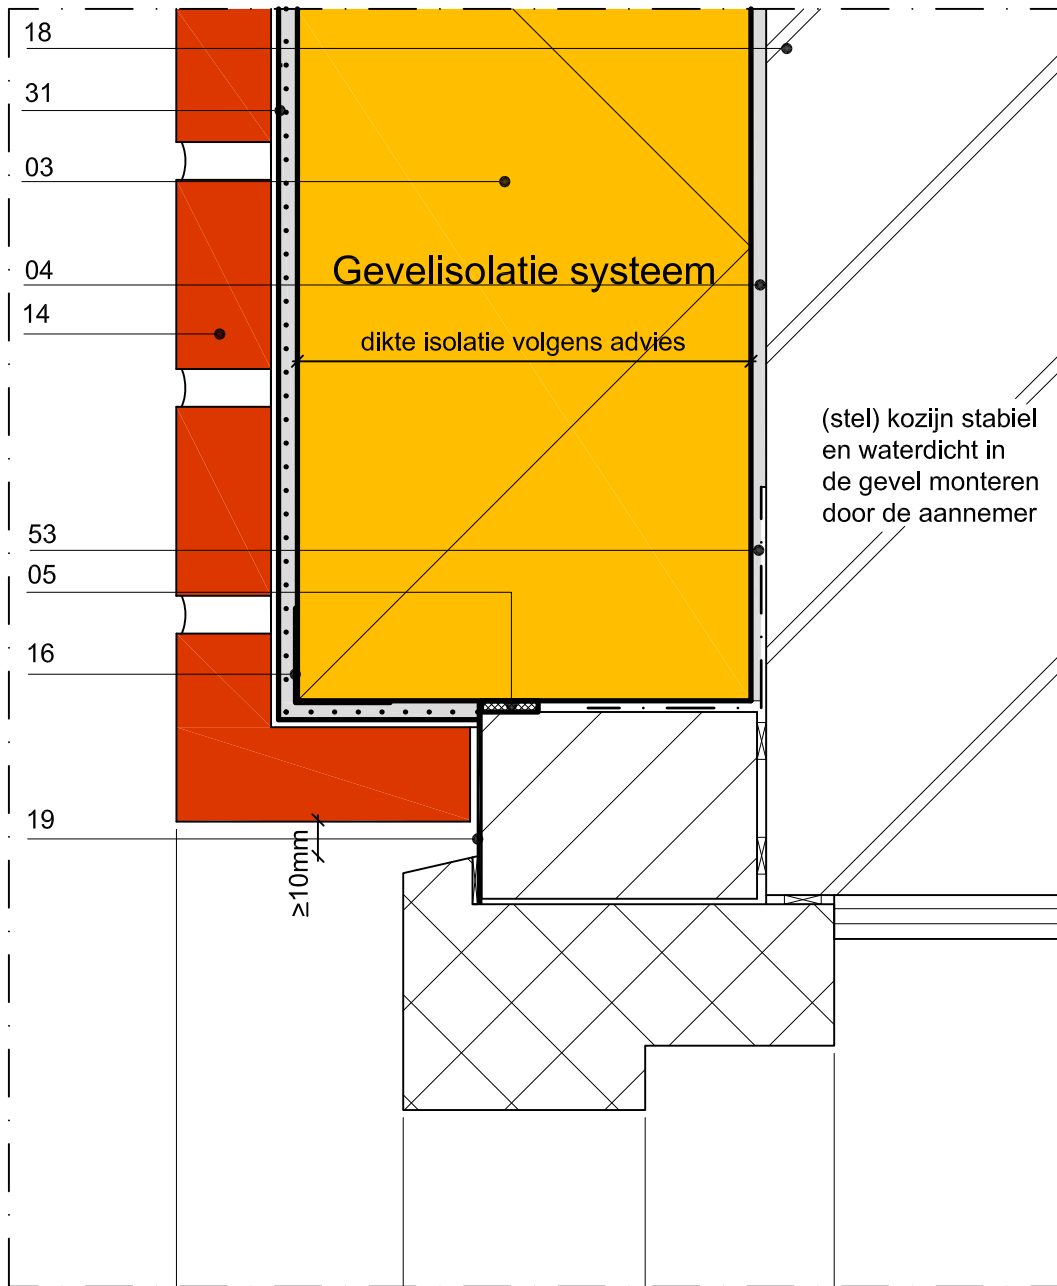 18
31
03
04
14
Gevelisolatie systeem
dikte isolatie volgens advies
(stel) kozijn stabiel
en waterdicht in
de gevel monteren
door de aannemer
53
05
16
19
≥10mm